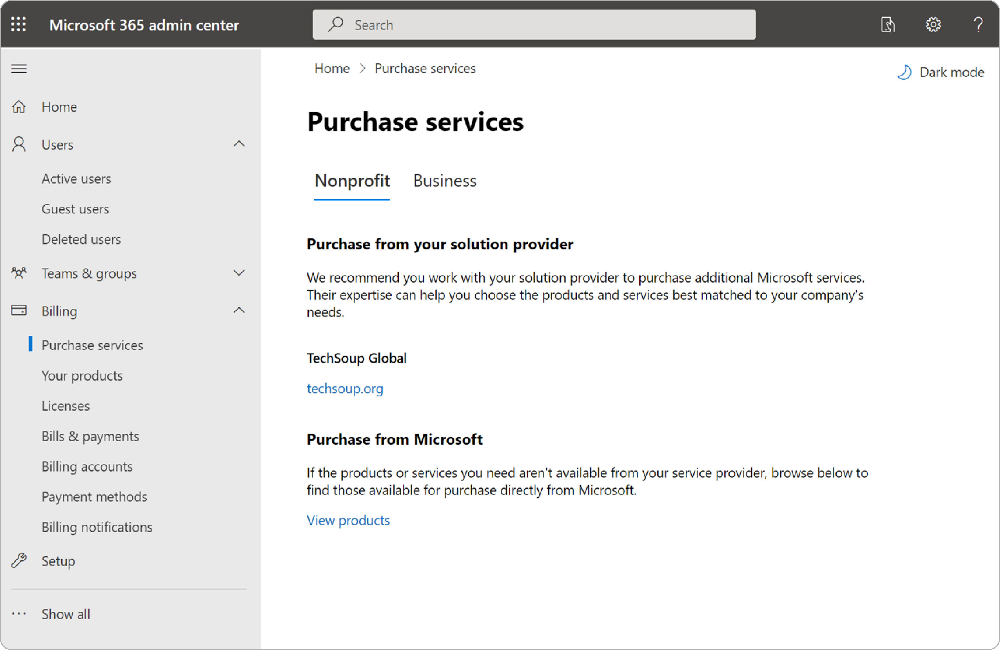 Microsoft 365 admin center
Search
?
Home
Users
Active users
Guest users
Deleted users
Teams & groups
Billing
Purchase services
Your products
Licenses
Bills & payments
Billing accounts
Payment methods
Billing notifications
Setup
Show all
Home > Purchase services
Dark mode
Purchase services
Nonprofit Business
Purchase from your solution provider
We recommend you work with your solution provider to purchase additional Microsoft services.
Their expertise can help you choose the products and services best matched to your company's
needs.
TechSoup Global
techsoup.org
Purchase from Microsoft
If the products or services you need aren't available from your service provider, browse below to
find those available for purchase directly from Microsoft.
View products